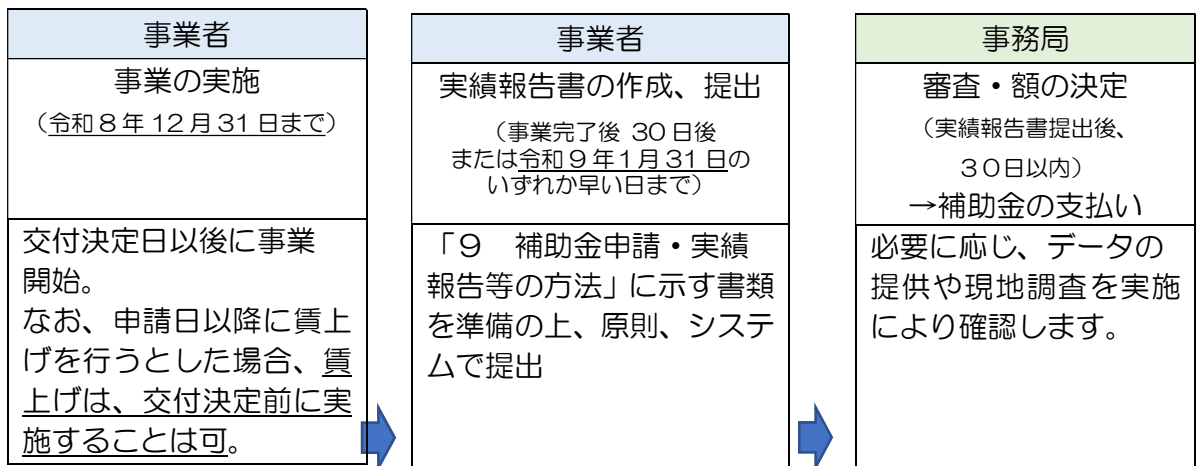 事業者
事業の実施
（令和８年 12 月 31 日まで）
交付決定日以後に事業
開始。
なお、申請日以降に賃上
げを行うとした場合、賃
上げは、交付決定前に実
施することは可。
事業者
実績報告書の作成、提出
（事業完了後 30 日後
または令和９年１月 31 日の
いずれか早い日まで）
「９　補助金申請・実績
報告等の方法」に示す書類
を準備の上、原則、システ
ムで提出
事務局
審査・額の決定
（実績報告書提出後、
３０日以内）
→補助金の支払い
必要に応じ、データの
提供や現地調査を実施
により確認します。